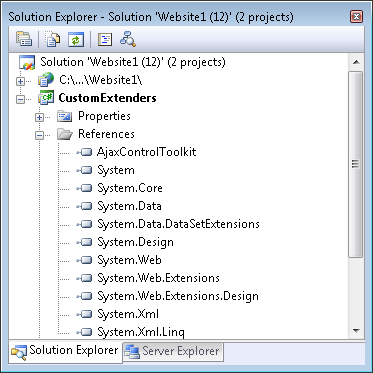 Solution Explorer - Solution 'Website1 (12)' (2 projects)
Solution 'Website1 (12)' (2 projects)
C:\...\Website1\
CustomExtenders
Properties
References
AjaxControlToolkit
System
System.Core
System.Data
System.Data.DataSetExtensions
System.Design
System.Web
System.Web.Extensions
System.Web.Extensions.Design
System.Xml
System.Xml.Linq
Solution Explorer Server Explorer